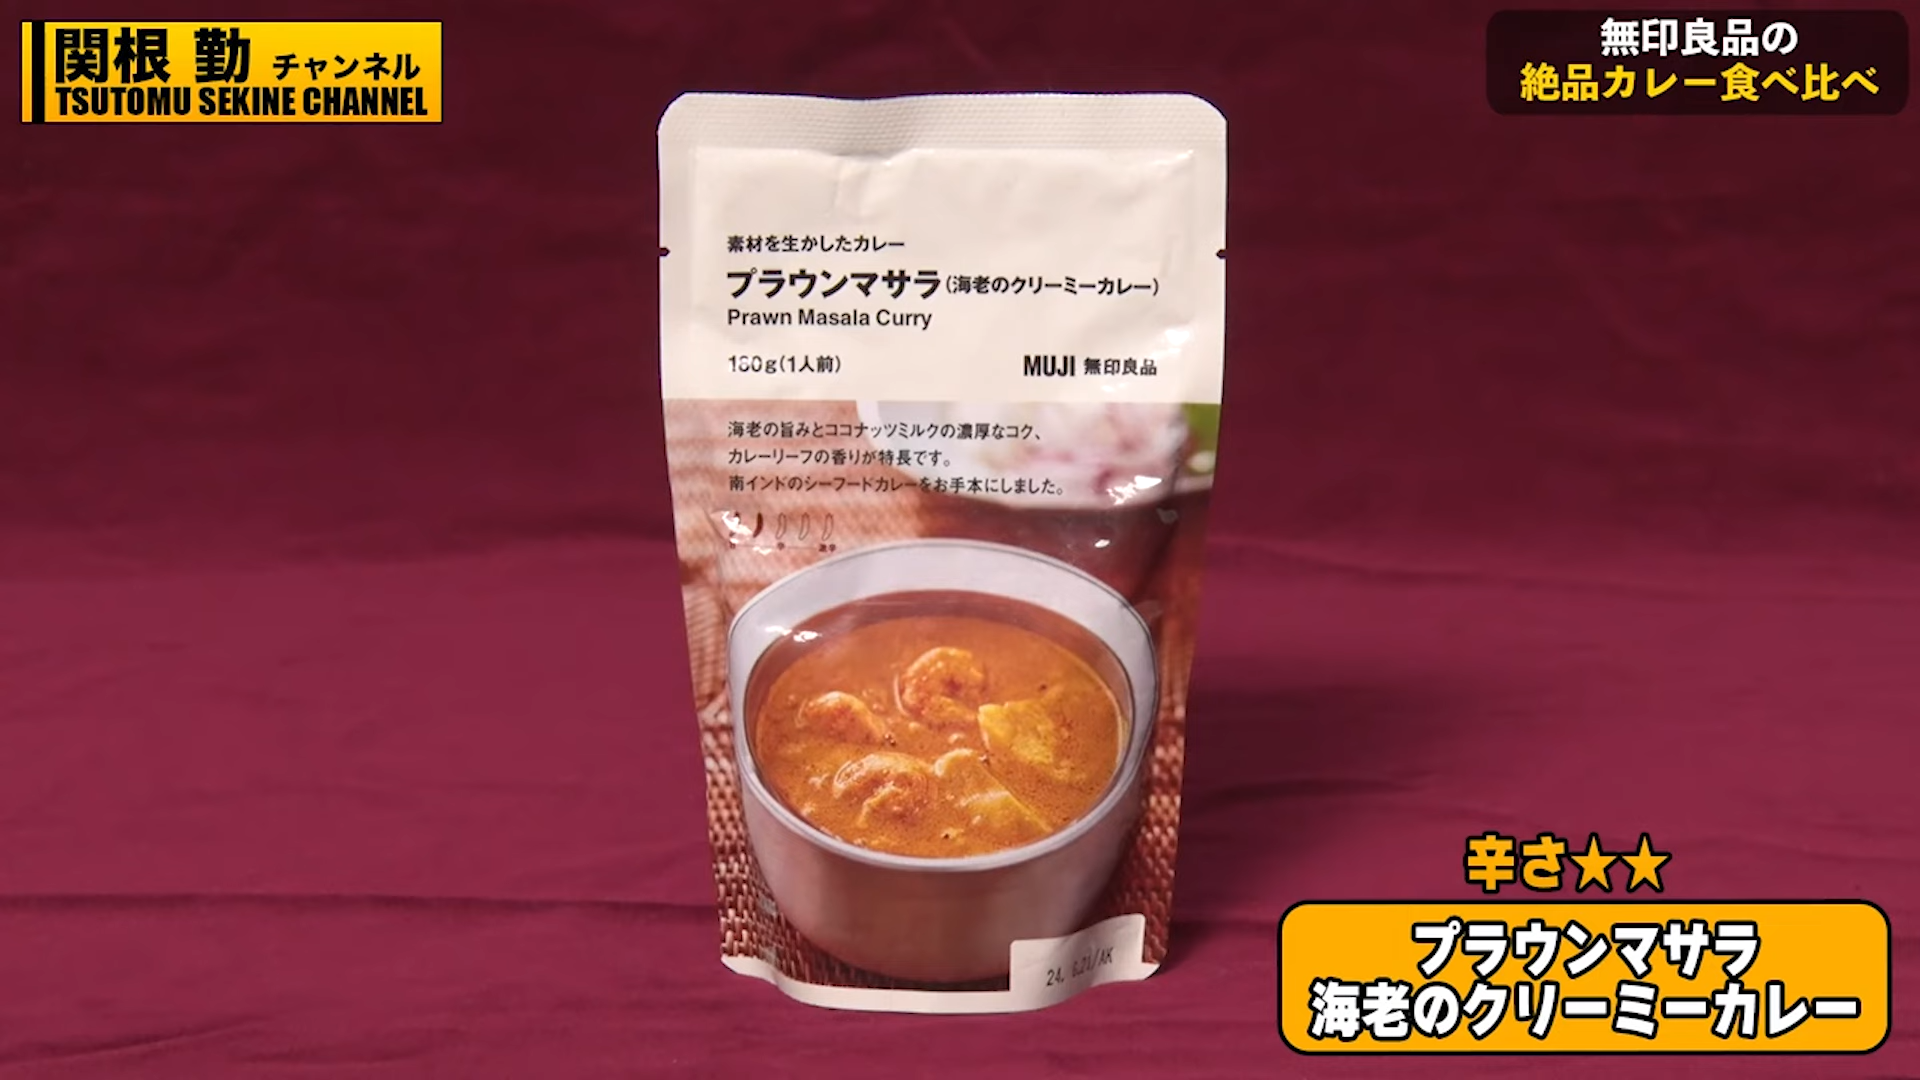 関根 勤 チャンネル
TSUTOMU SEKINE CHANNEL
無印良品の
絶品カレー食べ比べ
素材を生かしたカレー
プラウンマサラ(海老のクリーミーカレー)
Prawn Masala Curry
180g(1人前)
MUJI 無印良品
海老の旨みとココナッツミルクの濃厚なコク、
カレーリーフの香りが特長です。
南インドのシーフードカレーをお手本にしました。
辛さ★★
プラウンマサラ
海老のクリーミーカレー